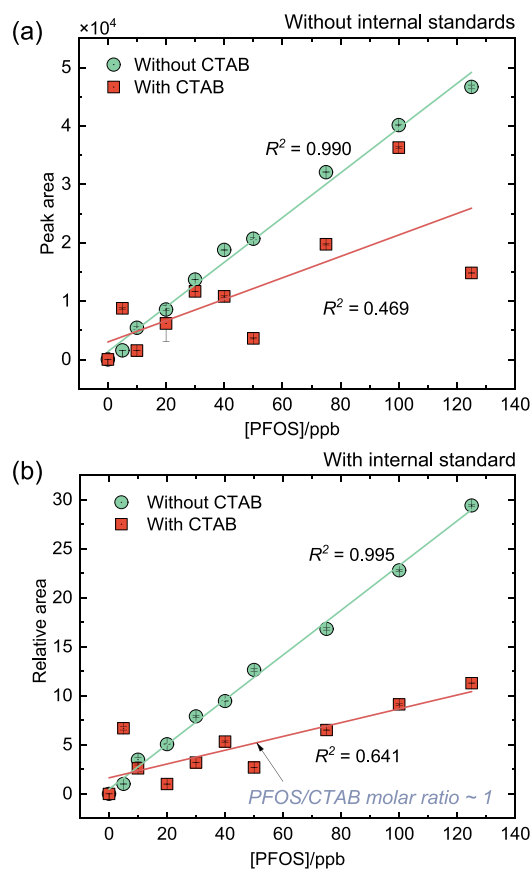 (a)
Without internal standards
×10⁴
Without CTAB
With CTAB
R² = 0.990
R² = 0.469
Peak area
5
4
3
2
1
0
0 20 40 60 80 100 120 140
[PFOS]/ppb
(b)
With internal standard
Without CTAB
With CTAB
R² = 0.995
R² = 0.641
PFOS/CTAB molar ratio ~ 1
Relative area
30
25
20
15
10
5
0
0 20 40 60 80 100 120 140
[PFOS]/ppb